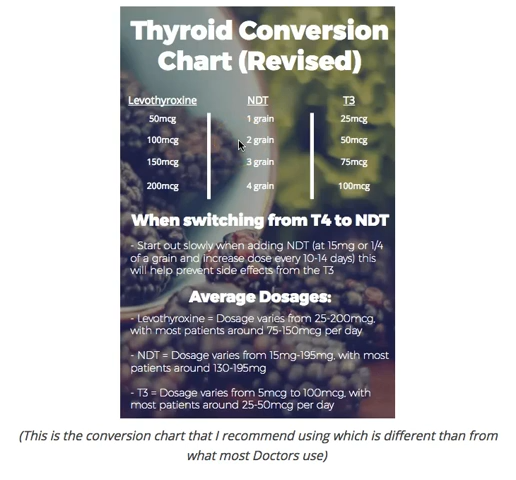 Thyroid Conversion
Chart (Revised)
Levothyroxine NDT T3
50mcg 1 grain 25mcg
100mcg 2 grain 50mcg
150mcg 3 grain 75mcg
200mcg 4 grain 100mcg
When switching from T4 to NDT
- Start out slowly when adding NDT (at 15mg or 1/4
of a grain and increase dose every 10-14 days) this
will help prevent side effects from the T3
Average Dosages:
- Levothyroxine = Dosage varies from 25-200mcg,
with most patients around 75-150mcg per day
- NDT = Dosage varies from 15mg-195mg, with most
patients around 130-195mg
- T3 = Dosage varies from 5mcg to 100mcg, with
most patients around 25-50mcg per day
(This is the conversion chart that I recommend using which is different than from
what most Doctors use)